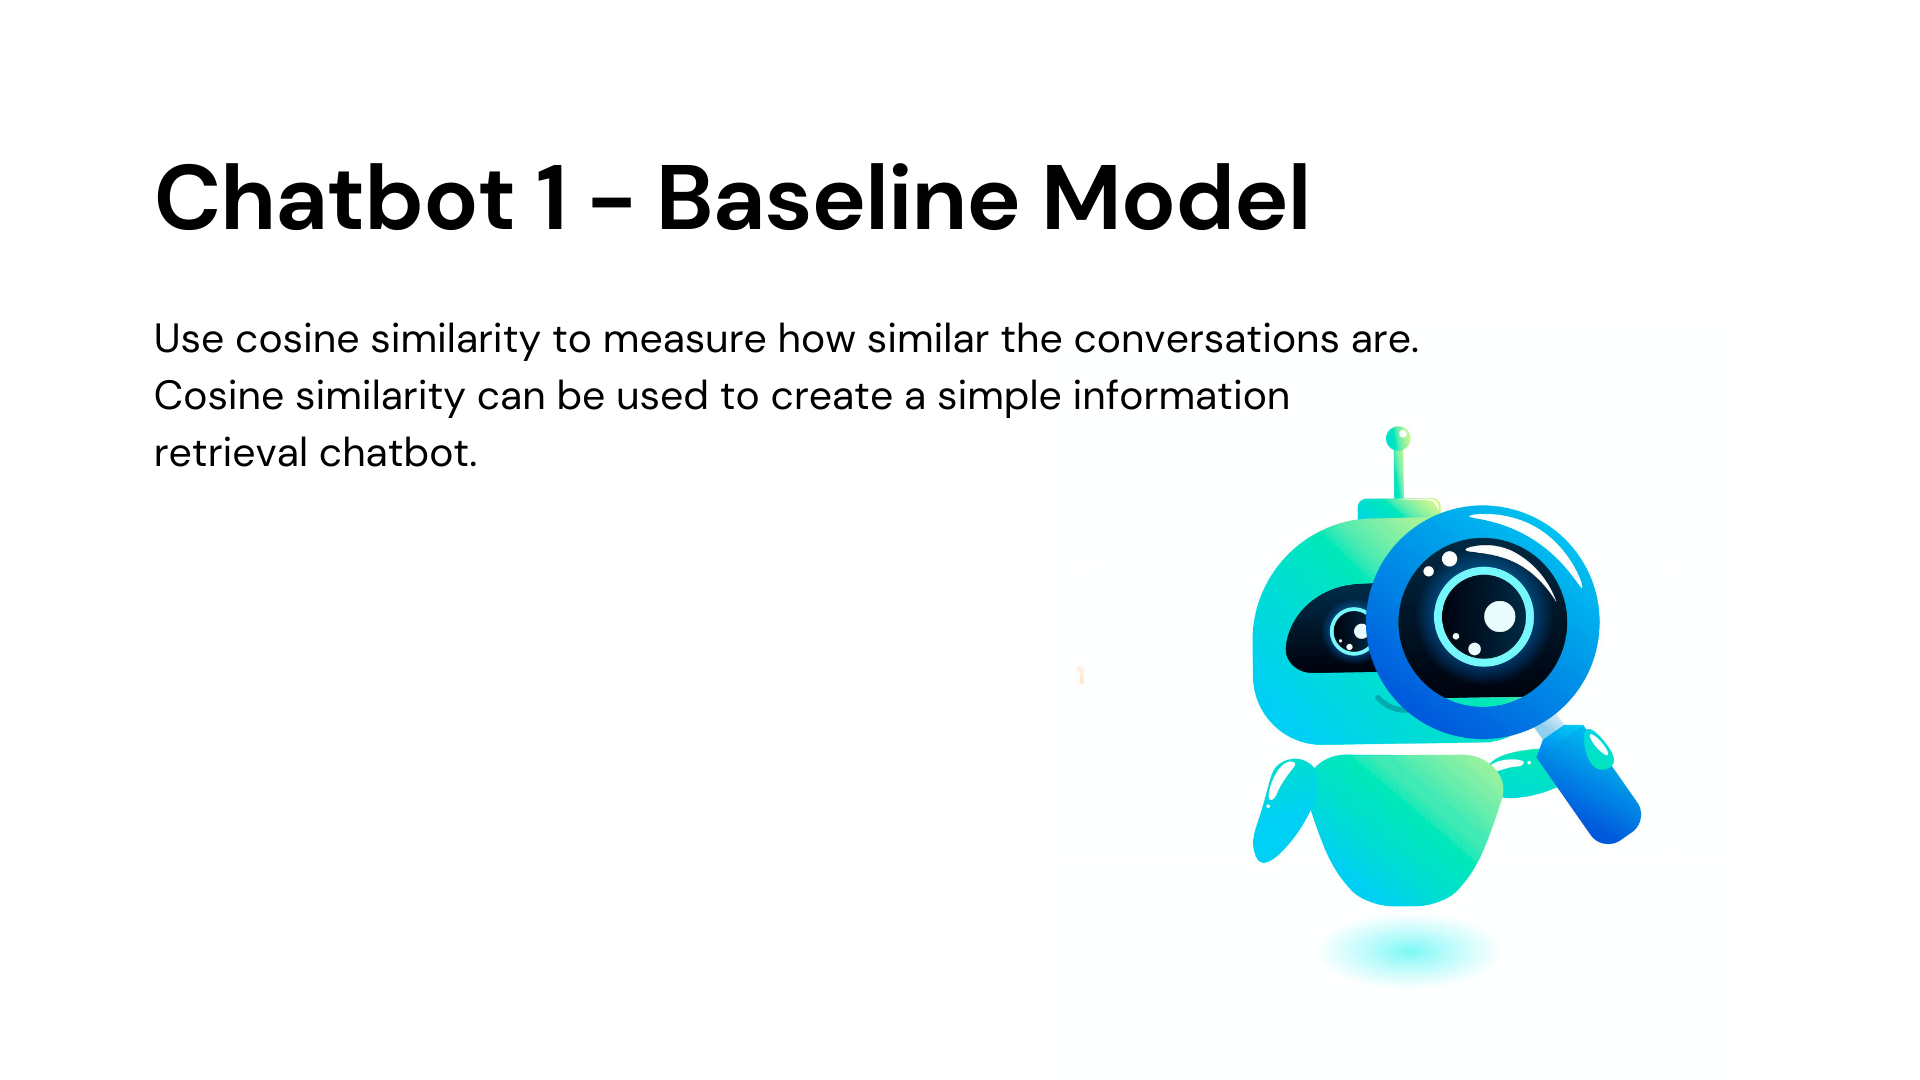 Chatbot 1 - Baseline Model
Use cosine similarity to measure how similar the conversations are.
Cosine similarity can be used to create a simple information
retrieval chatbot.
1